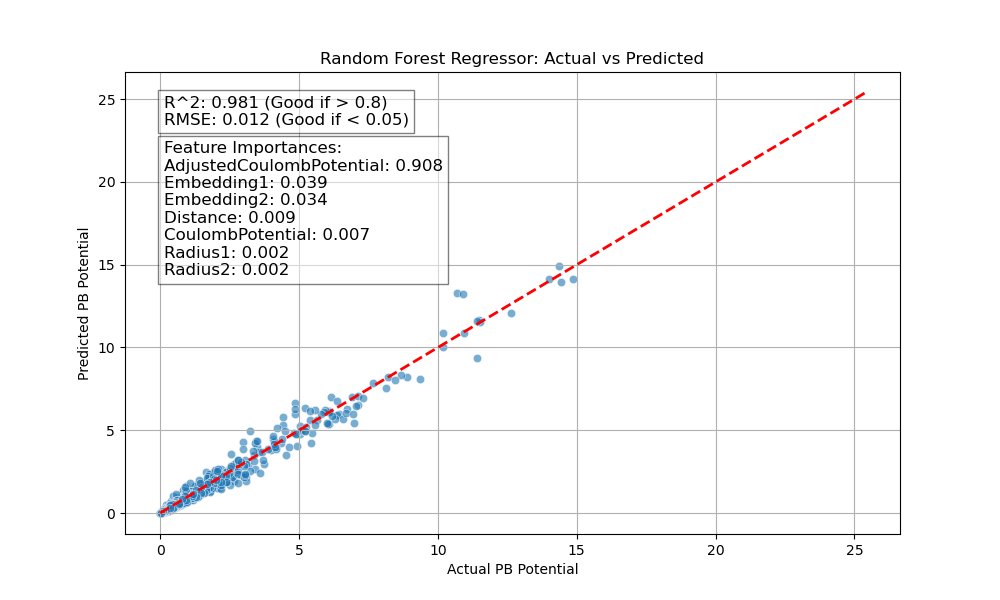 Random Forest Regressor: Actual vs Predicted
R^2: 0.981 (Good if > 0.8)
RMSE: 0.012 (Good if < 0.05)
Feature Importances:
AdjustedCoulombPotential: 0.908
Embedding1: 0.039
Embedding2: 0.034
Distance: 0.009
CoulombPotential: 0.007
Radius1: 0.002
Radius2: 0.002
Predicted PB Potential
25
20
15
10
5
0
0 5 10 15 20 25
Actual PB Potential